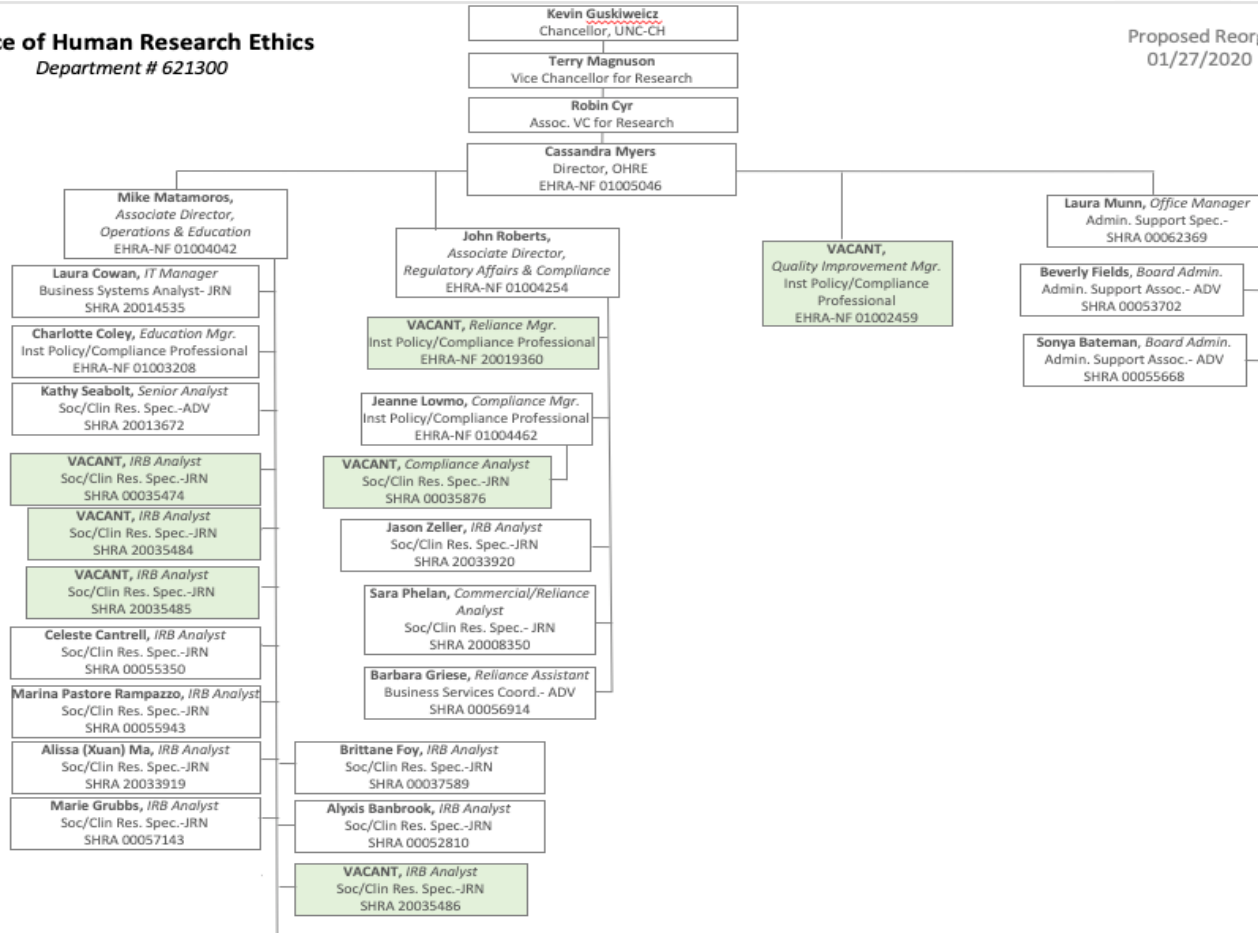 ce of Human Research Ethics
Department # 621300
Proposed Reorg
01/27/2020
Kevin Guskiweicz
Chancellor, UNC-CH
Terry Magnuson
Vice Chancellor for Research
Robin Cyr
Assoc. VC for Research
Cassandra Myers
Director, OHRE
EHRA-NF 01005046
Mike Matamoros,
Associate Director,
Operations & Education
EHRA-NF 01004042
Laura Cowan, IT Manager
Business Systems Analyst- JRN
SHRA 20014535
Charlotte Coley, Education Mgr.
Inst Policy/Compliance Professional
EHRA-NF 01003208
Kathy Seabolt, Senior Analyst
Soc/Clin Res. Spec.-ADV
SHRA 20013672
VACANT, IRB Analyst
Soc/Clin Res. Spec.-JRN
SHRA 00035474
VACANT, IRB Analyst
Soc/Clin Res. Spec.-JRN
SHRA 20035484
VACANT, IRB Analyst
Soc/Clin Res. Spec.-JRN
SHRA 20035485
Celeste Cantrell, IRB Analyst
Soc/Clin Res. Spec.-JRN
SHRA 00055350
Marina Pastore Rampazzo, IRB Analyst
Soc/Clin Res. Spec.-JRN
SHRA 00055943
Alissa (Xuan) Ma, IRB Analyst
Soc/Clin Res. Spec.-JRN
SHRA 20033919
Marie Grubbs, IRB Analyst
Soc/Clin Res. Spec.-JRN
SHRA 00057143
Brittane Foy, IRB Analyst
Soc/Clin Res. Spec.-JRN
SHRA 00037589
Alyxis Banbrook, IRB Analyst
Soc/Clin Res. Spec.-JRN
SHRA 00052810
VACANT, IRB Analyst
Soc/Clin Res. Spec.-JRN
SHRA 20035486
John Roberts,
Associate Director,
Regulatory Affairs & Compliance
EHRA-NF 01004254
VACANT, Reliance Mgr.
Inst Policy/Compliance Professional
EHRA-NF 20019360
Jeanne Lovmo, Compliance Mgr.
Inst Policy/Compliance Professional
EHRA-NF 01004462
VACANT, Compliance Analyst
Soc/Clin Res. Spec.-JRN
SHRA 00035876
Jason Zeller, IRB Analyst
Soc/Clin Res. Spec.-JRN
SHRA 20033920
Sara Phelan, Commercial/Reliance
Analyst
Soc/Clin Res. Spec.- JRN
SHRA 20008350
Barbara Griese, Reliance Assistant
Business Services Coord.- ADV
SHRA 00056914
VACANT,
Quality Improvement Mgr.
Inst Policy/Compliance
Professional
EHRA-NF 01002459
Laura Munn, Office Manager
Admin. Support Spec.-
SHRA 00062369
Beverly Fields, Board Admin.
Admin. Support Assoc.- ADV
SHRA 00053702
Sonya Bateman, Board Admin.
Admin. Support Assoc.- ADV
SHRA 00055668